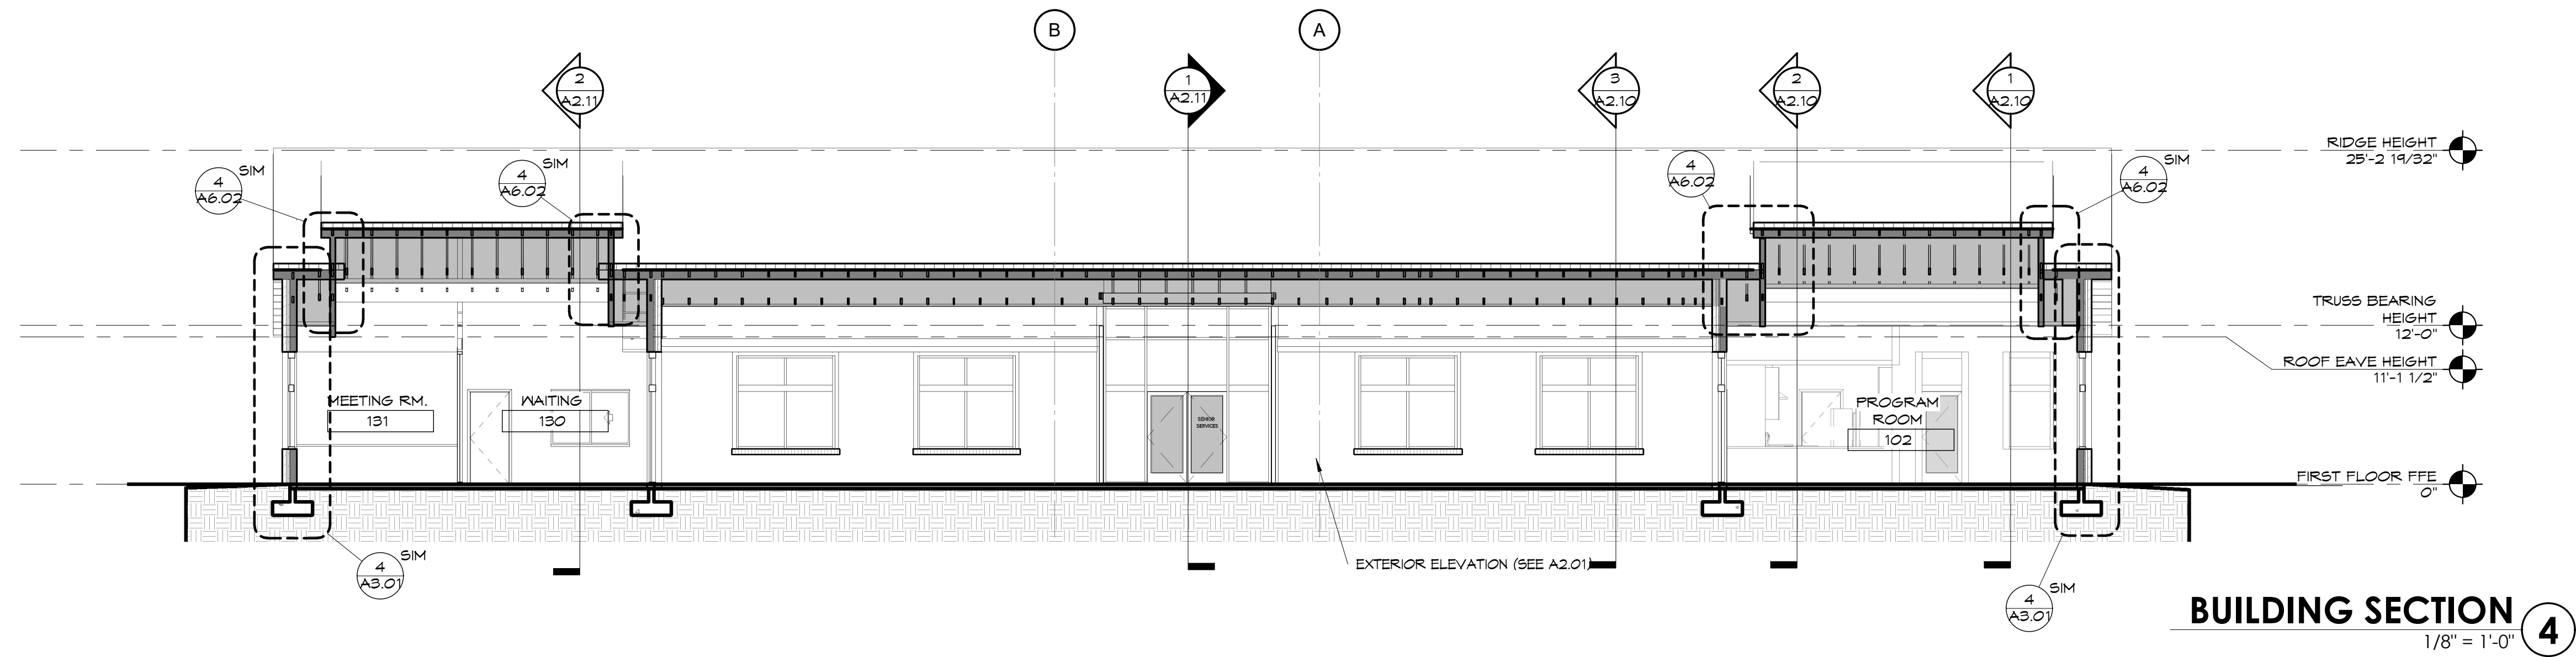 B
A
2
A2.11
1
A2.11
3
A2.10
2
A2.10
1
A2.10
RIDGE HEIGHT
25'-2 19/32"
4
A6.02
SIM
4
A6.02
SIM
4
A6.02
4
A6.02
SIM
TRUSS BEARING
HEIGHT
12'-0"
ROOF EAVE HEIGHT
11'-1 1/2"
MEETING RM.
131
WAITING
130
SENIOR
SERVICES
PROGRAM
ROOM
102
FIRST FLOOR FFE
0"
EXTERIOR ELEVATION (SEE A2.01)
4
A3.01
SIM
4
A3.01
SIM
BUILDING SECTION
1/8" = 1'-0"
4